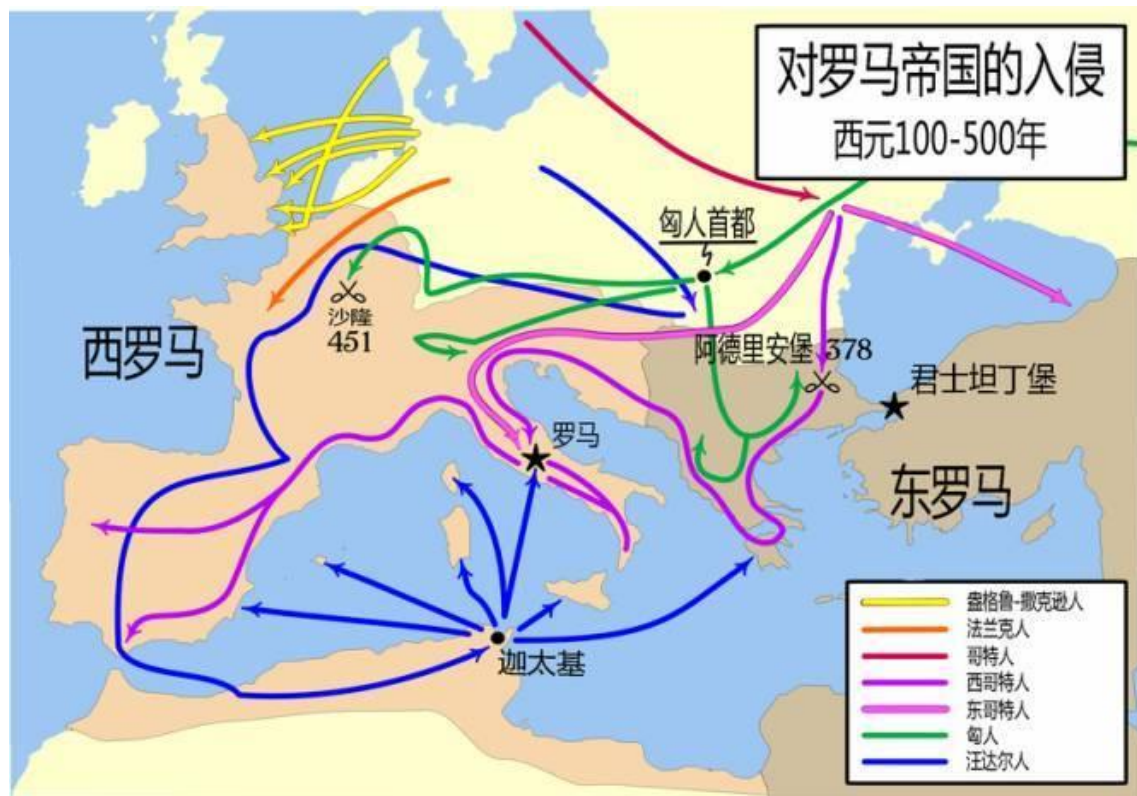 对罗马帝国的入侵
西元100-500年
匈人首都
沙隆
451
西罗马
阿德里安堡 378
君士坦丁堡
罗马
东罗马
迦太基
盎格鲁-撒克逊人
法兰克人
哥特人
西哥特人
东哥特人
匈人
汪达尔人